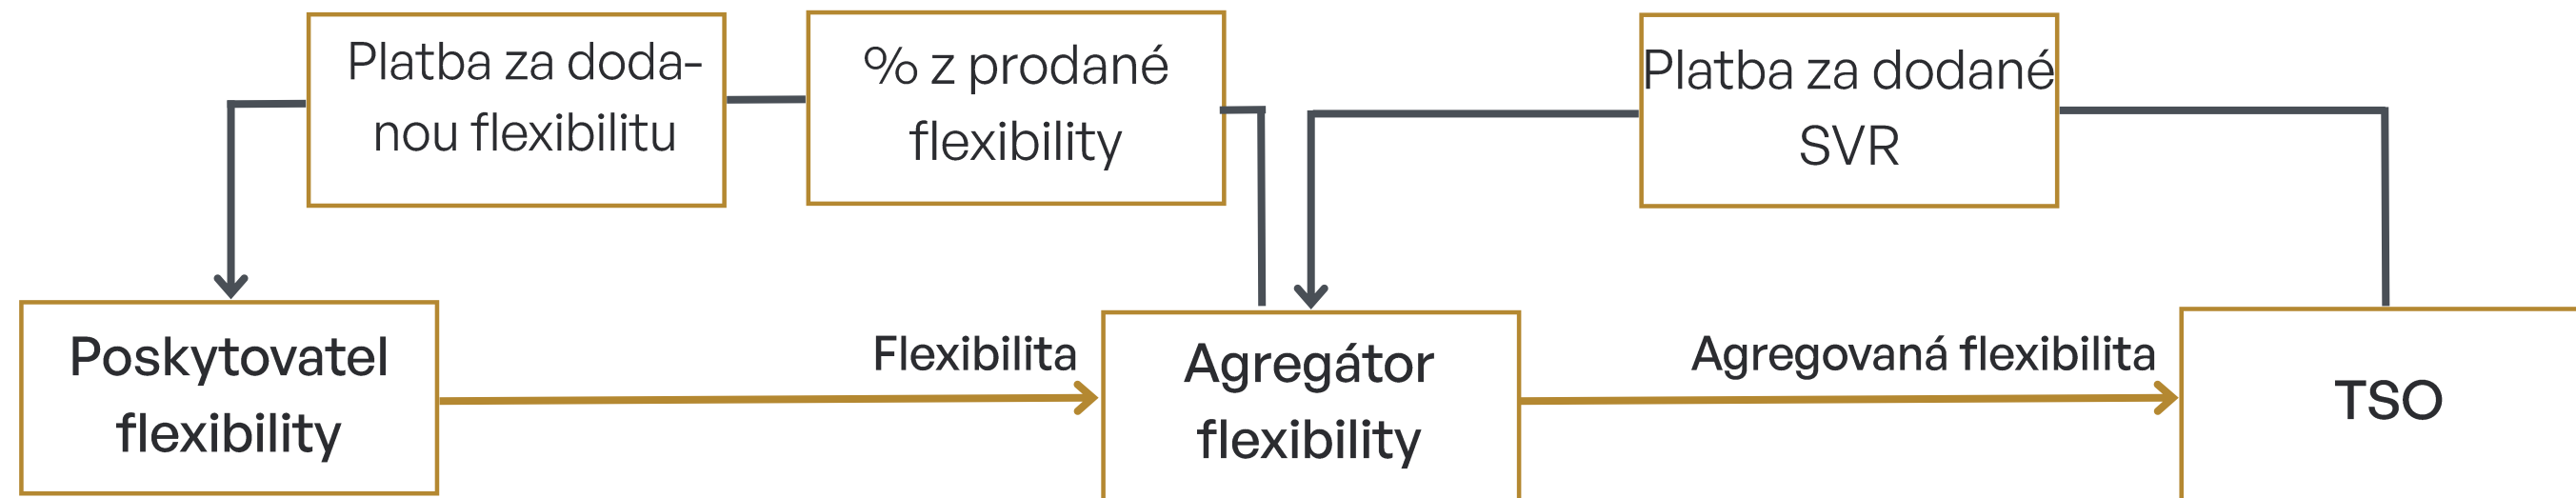 Platba za doda-
nou flexibilitu
% z prodané
flexibility
Platba za dodané
SVR
Poskytovatel
flexibility
Flexibilita
Agregátor
flexibility
Agregovaná flexibilita
TSO